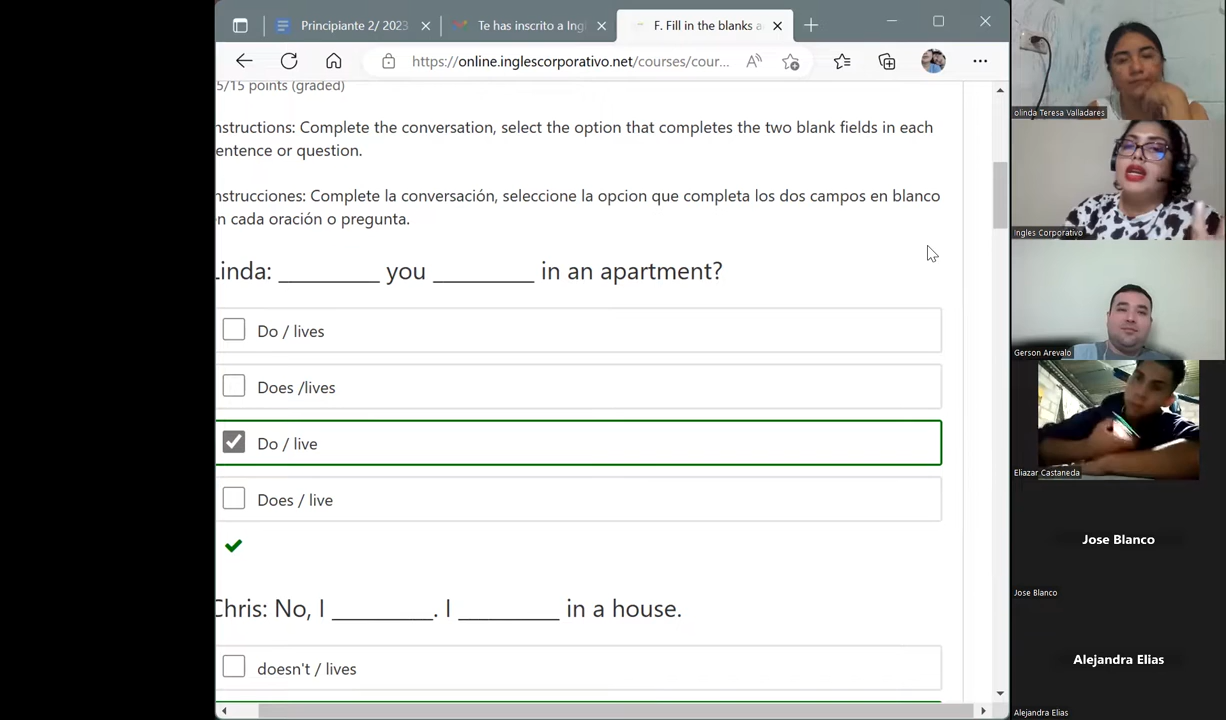 Principiante 2/ 2023
Te has inscrito a Ing
F. Fill in the blanks a
https://online.inglescorporativo.net/courses/cour...
5/15 points (graded)
nstructions: Complete the conversation, select the option that completes the two blank fields in each
entence or question.
nstrucciones: Complete la conversación, seleccione la opcion que completa los dos campos en blanco
n cada oración o pregunta.
Linda: _________ you _________ in an apartment?
Do / lives
Does /lives
Do / live
Does / live
Chris: No, I _________. I _________ in a house.
doesn't / lives
olinda Teresa Valladares
Ingles Corporativo
Gerson Arevalo
Eliazar Castaneda
Jose Blanco
Jose Blanco
Alejandra Elias
Alejandra Elias